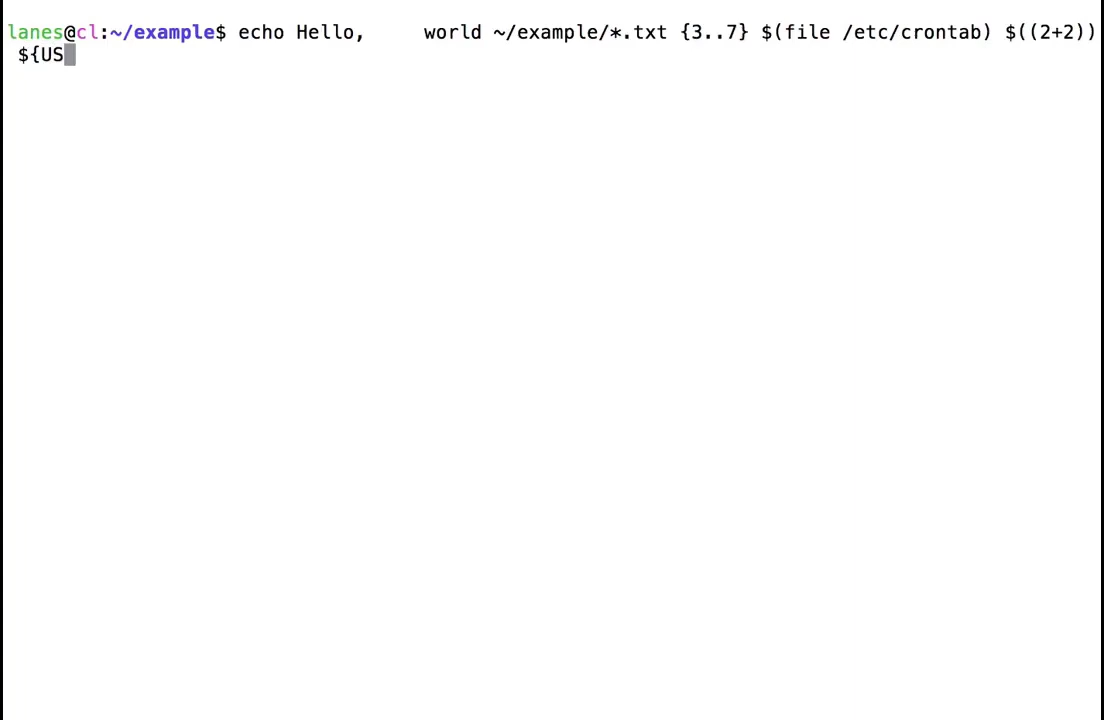 lanes@cl:~/example$ echo Hello,     world ~/example/*.txt {3..7} $(file /etc/crontab) $((2+2))
 ${US